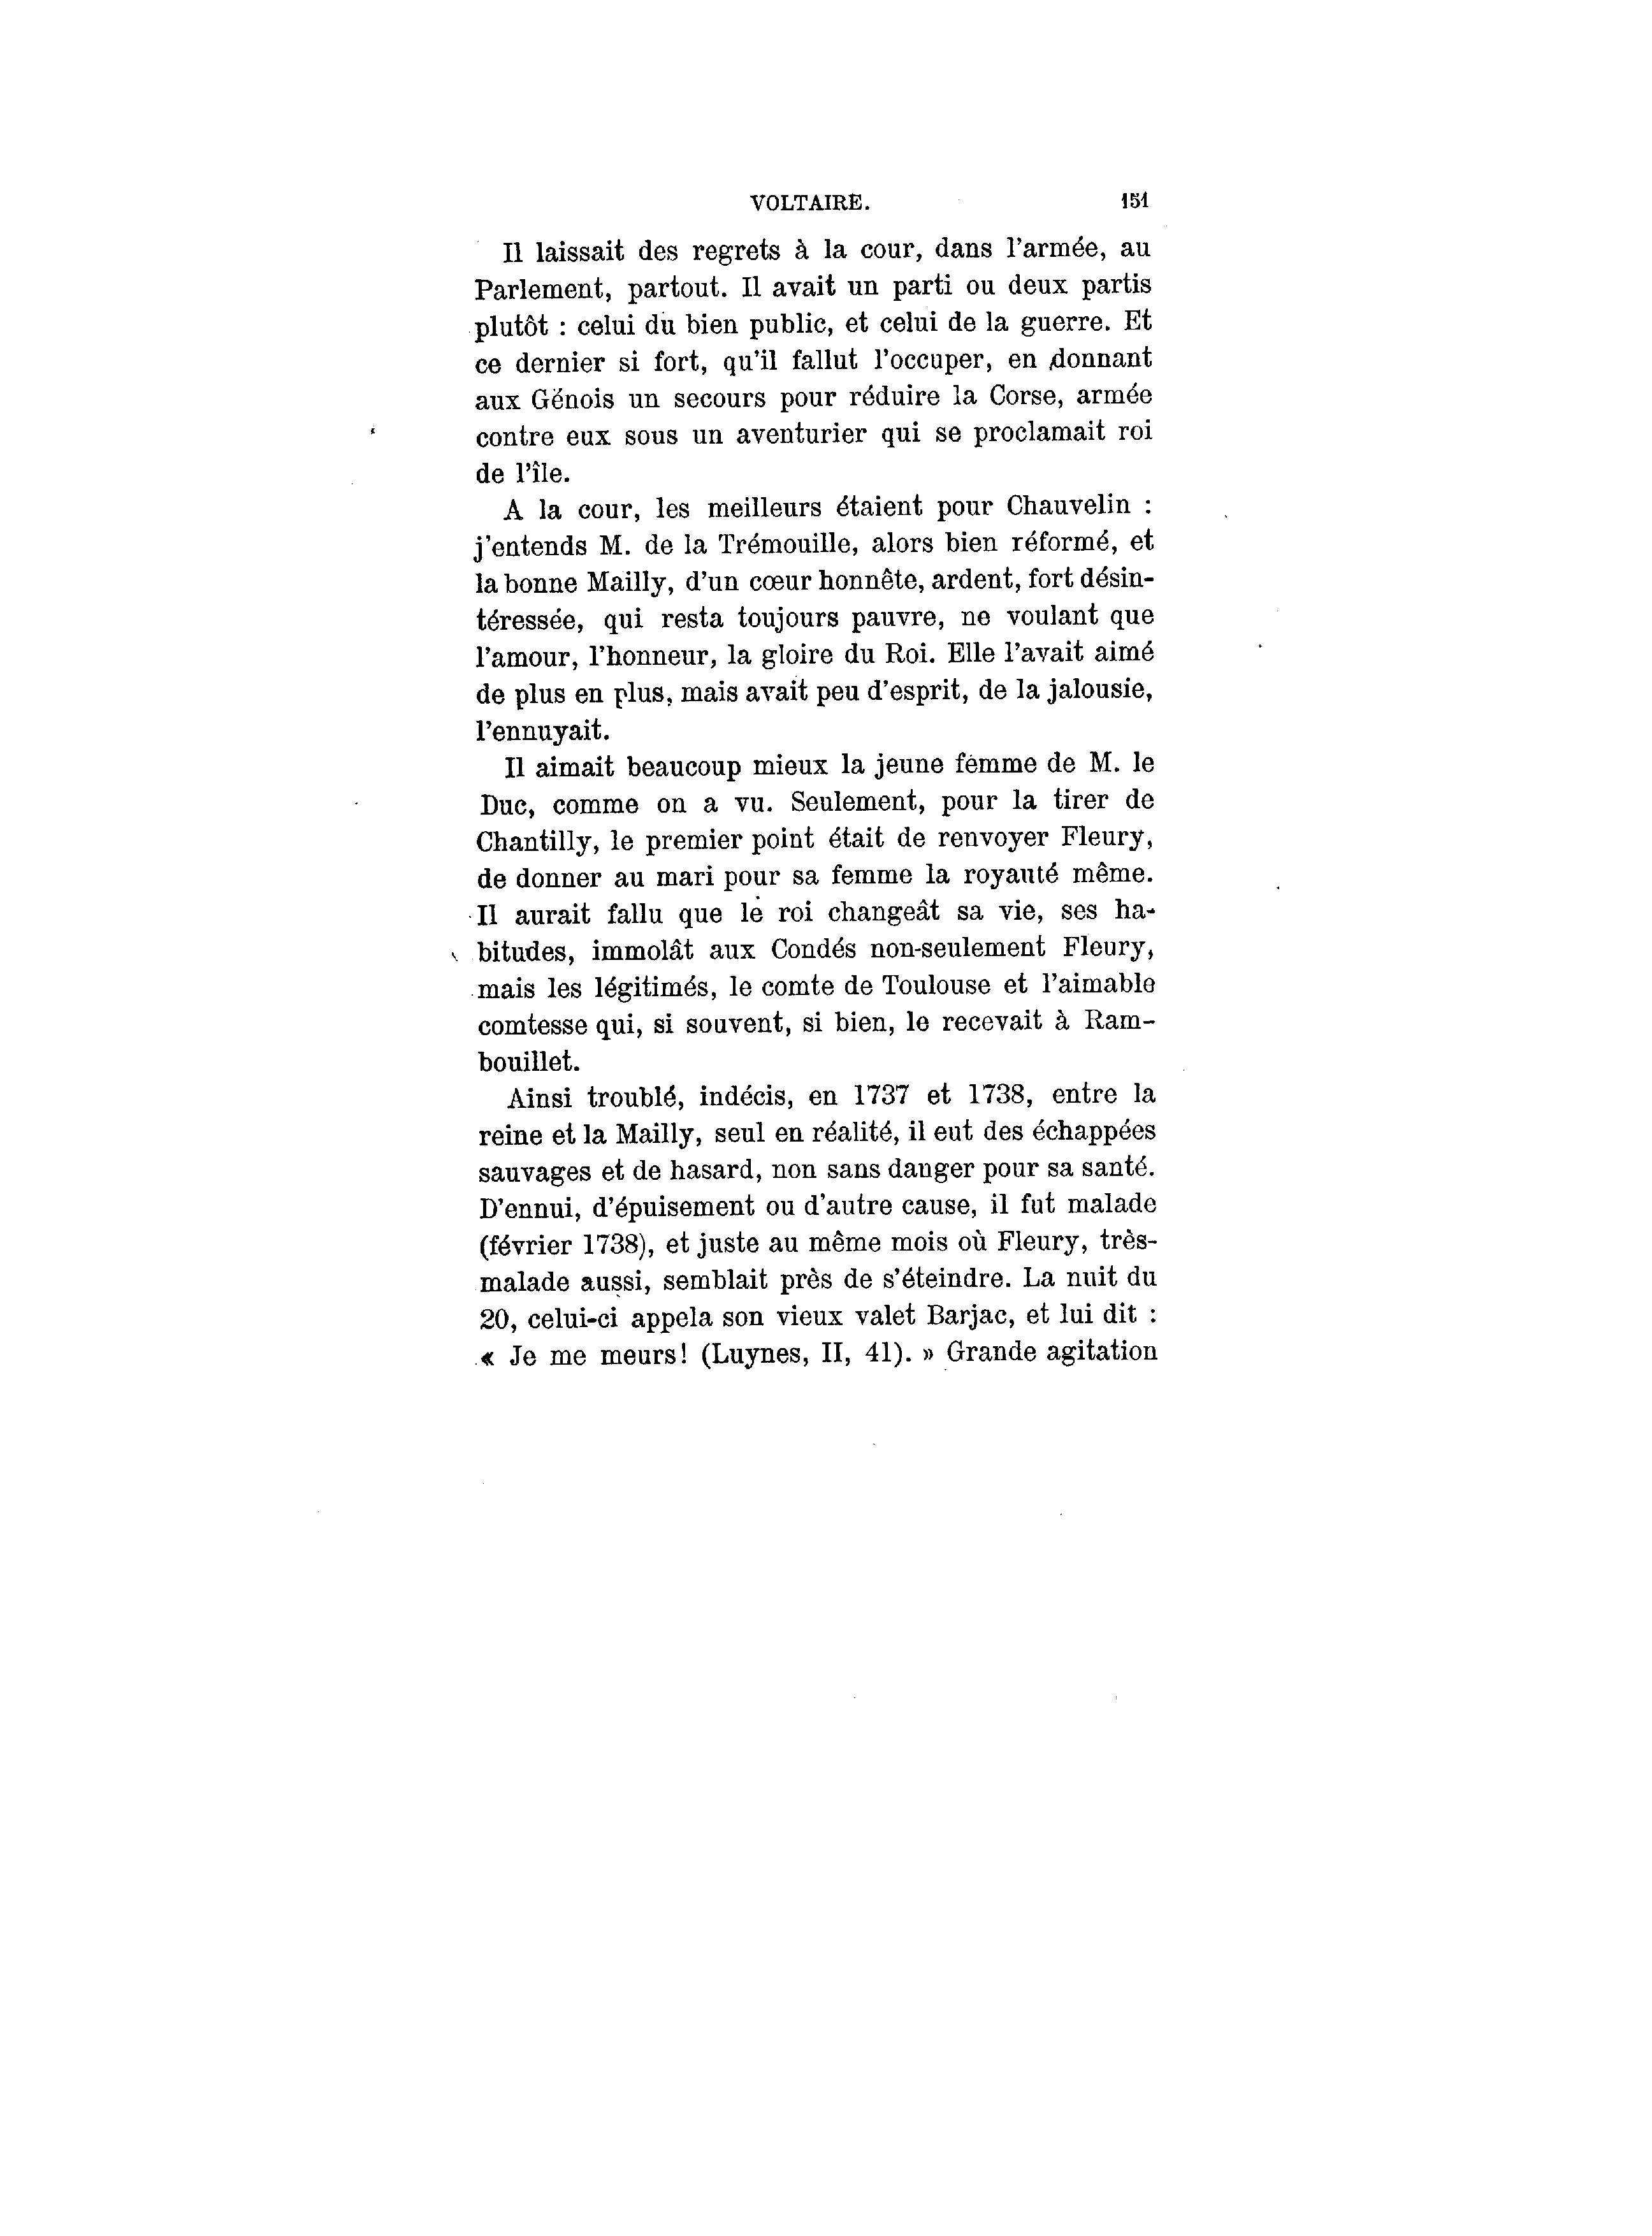 VOLTAIRE. 151
Il laissait des regrets à la cour, dans l'armée, au
Parlement, partout. Il avait un parti ou deux partis
plutôt : celui du bien public, et celui de la guerre. Et
ce dernier si fort, qu'il fallut l'occuper, en donnant
aux Génois un secours pour réduire la Corse, armée
contre eux sous un aventurier qui se proclamait roi
de l'île.
A la cour, les meilleurs étaient pour Chauvelin :
j'entends M. de la Trémouille, alors bien réformé, et
la bonne Mailly, d'un cœur honnête, ardent, fort désin-
téressée, qui resta toujours pauvre, ne voulant que
l'amour, l'honneur, la gloire du Roi. Elle l'avait aimé
de plus en plus, mais avait peu d'esprit, de la jalousie,
l'ennuyait.
Il aimait beaucoup mieux la jeune femme de M. le
Duc, comme on a vu. Seulement, pour la tirer de
Chantilly, le premier point était de renvoyer Fleury,
de donner au mari pour sa femme la royauté même.
Il aurait fallu que le roi changeât sa vie, ses ha-
bitudes, immolât aux Condés non-seulement Fleury,
mais les légitimés, le comte de Toulouse et l'aimable
comtesse qui, si souvent, si bien, le recevait à Ram-
bouillet.
Ainsi troublé, indécis, en 1737 et 1738, entre la
reine et la Mailly, seul en réalité, il eut des échappées
sauvages et de hasard, non sans danger pour sa santé.
D'ennui, d'épuisement ou d'autre cause, il fut malade
(février 1738), et juste au même mois où Fleury, très-
malade aussi, semblait près de s'éteindre. La nuit du
20, celui-ci appela son vieux valet Barjac, et lui dit :
« Je me meurs! (Luynes, II, 41). » Grande agitation